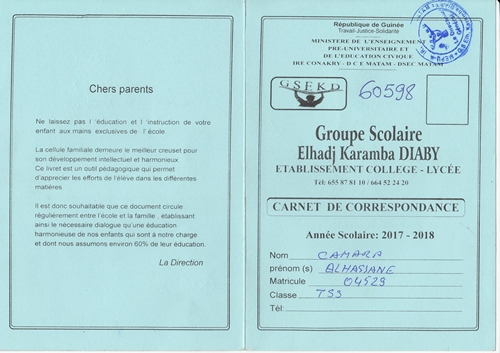 Chers parents
Ne laissez pas l 'éducation et l instruction de votre
enfant aux mains exclusives de l' école.
La cellule familiale demeure le meilleur creuset pour
son développement intellectuel et harmonieux
Ce livret est un outil pédagogique qui permet
d'apprécier les efforts de l'élève dans les différentes
matières
Il est donc souhaitable que ce document circule
régulièrement entre l'école et la famille , établissant
ainsi le necessaire dialogue qu'une éducation
harmonieuse de nos enfants qui sont à notre charge
et dont nous assumons environ 60% de leur éducation.
La Direction
République de Guinée
Travail-Justice-Solidarité
MINISTERE DE L'ENSEIGNEMENT
PRE-UNIVERSITAIRE ET
DE L'EDUCATION CIVIQUE
IRE CONAKRY - D C E MATAM - DSEC MATAM
GSEKD
60598
Groupe Scolaire
Elhadj Karamba DIABY
ETABLISSEMENT COLLEGE - LYCÉE
Tél: 655 87 81 10 / 664 52 24 20
CARNET DE CORRESPONDANCE
Année Scolaire: 2017 - 2018
Nom CAMARA
prénom (s) ALHASSANE
Matricule 04529
Classe TSS
Tél: